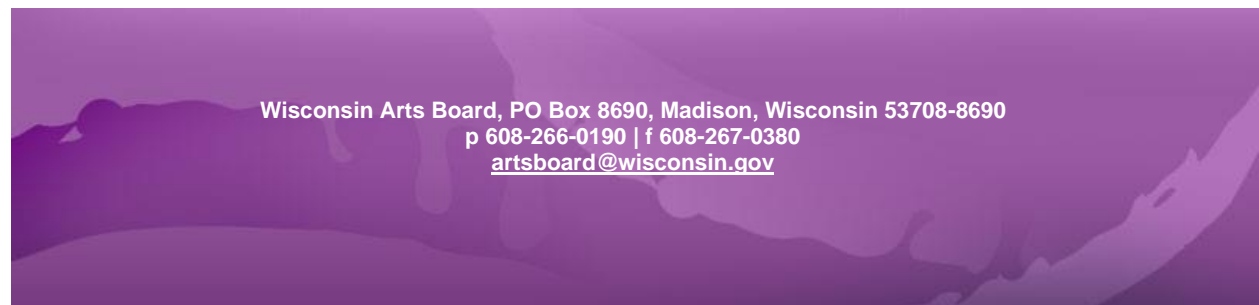 Wisconsin Arts Board, PO Box 8690, Madison, Wisconsin 53708-8690
p 608-266-0190 | f 608-267-0380
artsboard@wisconsin.gov